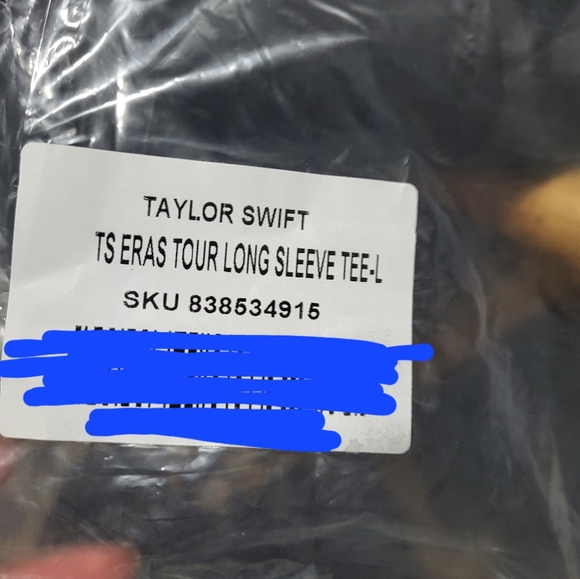 TAYLOR SWIFT
TS ERAS TOUR LONG SLEEVE TEE-L
SKU 838534915